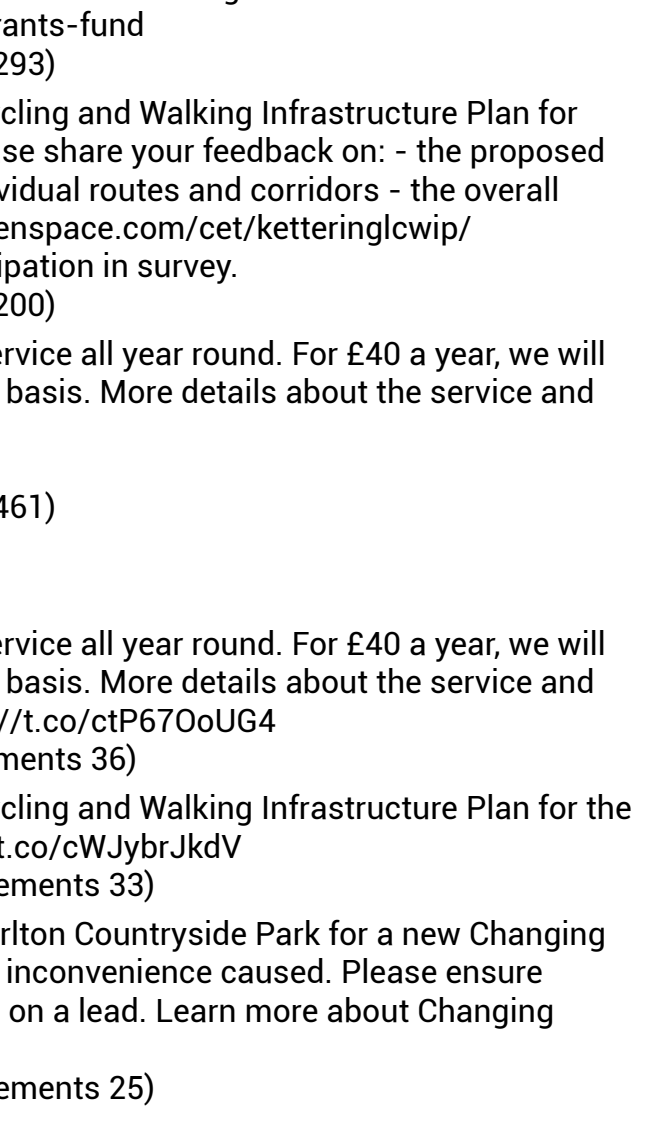 rants-fund
293)
cling and Walking Infrastructure Plan for
se share your feedback on: - the proposed
vidual routes and corridors - the overall
enspace.com/cet/ketteringlcwip/
ipation in survey.
200)
ervice all year round. For £40 a year, we will
basis. More details about the service and
461)
ervice all year round. For £40 a year, we will
basis. More details about the service and
//t.co/ctP67OoUG4
ments 36)
cling and Walking Infrastructure Plan for the
t.co/cWJybrJkdV
ements 33)
rlton Countryside Park for a new Changing
inconvenience caused. Please ensure
on a lead. Learn more about Changing
ements 25)